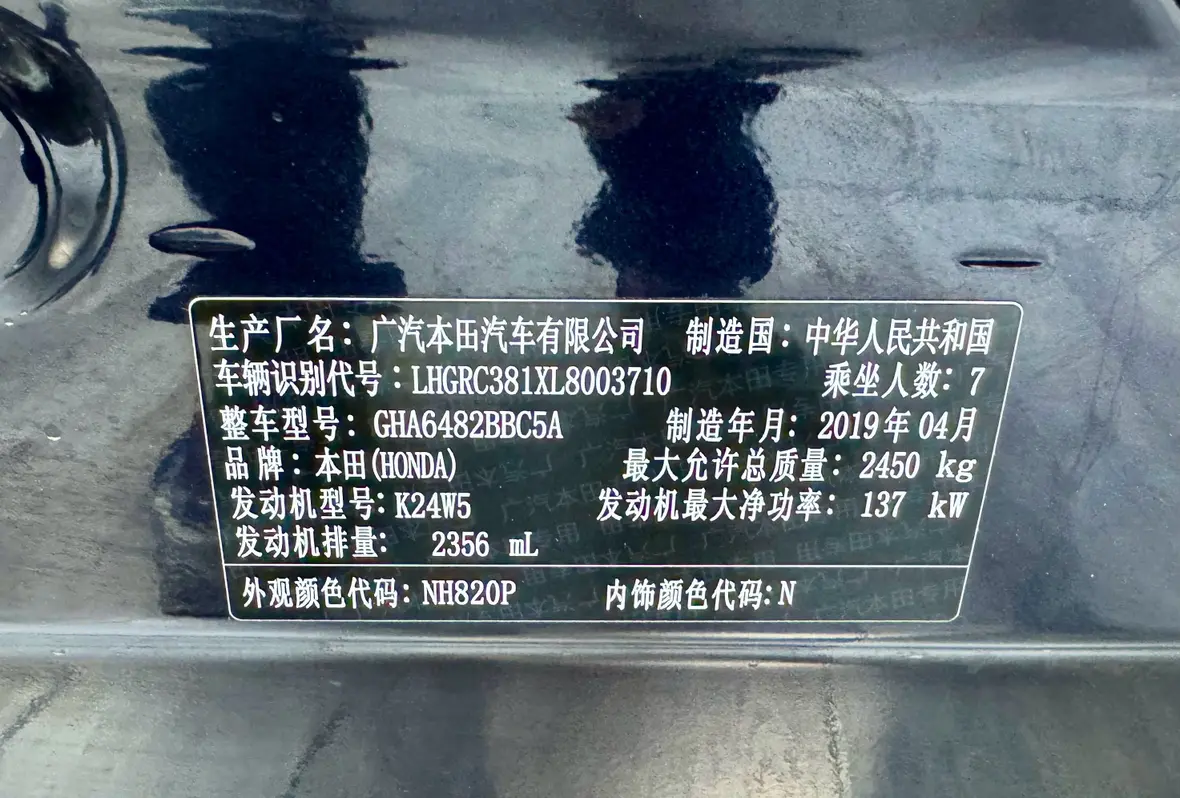 生产厂名：广汽本田汽车有限公司 制造国：中华人民共和国
车辆识别代号：LHGRC381XL8003710 乘坐人数：7
整车型号：GHA6482BBC5A 制造年月：2019年04月
品牌：本田(HONDA) 最大允许总质量：2450 kg
发动机型号：K24W5 发动机最大净功率：137 kW
发动机排量：2356 mL
外观颜色代码：NH820P 内饰颜色代码：N